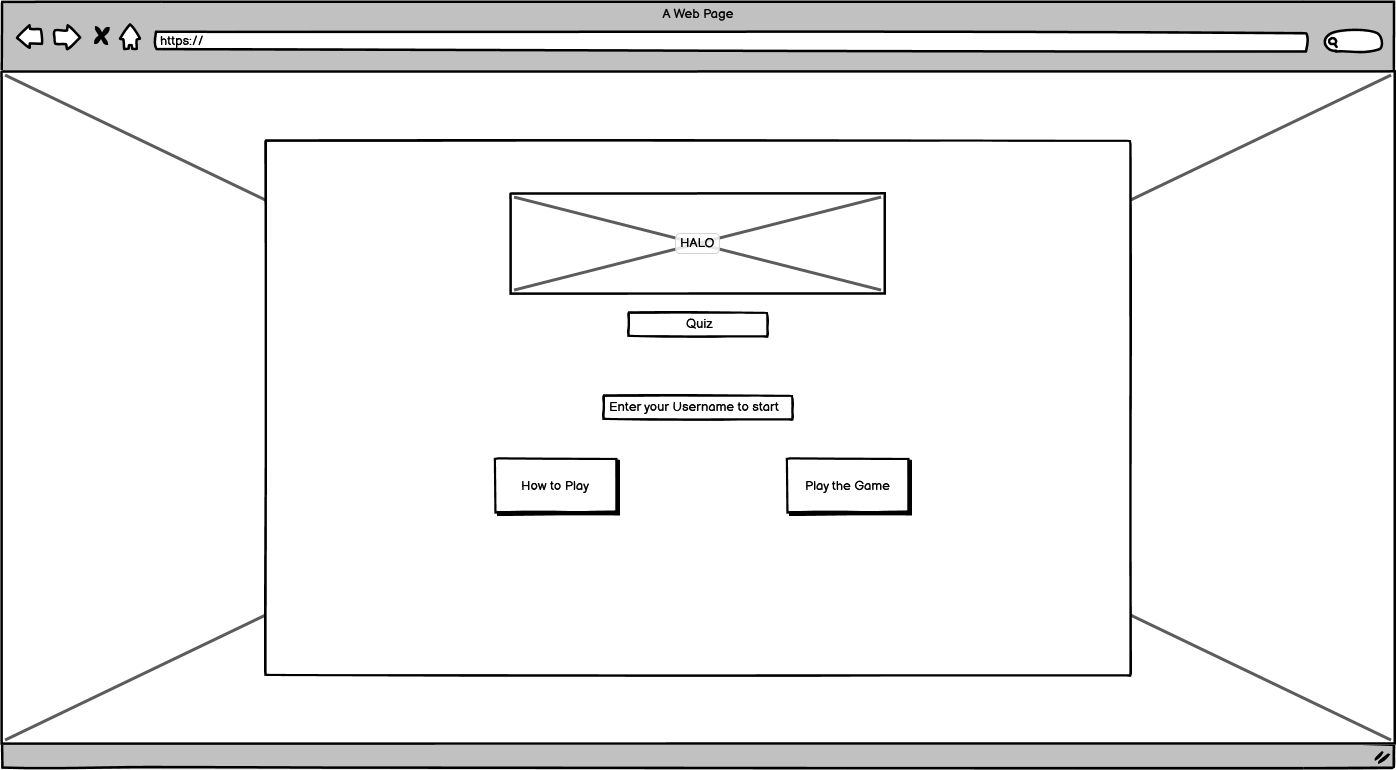 A Web Page
https://
HALO
Quiz
Enter your Username to start
How to Play
Play the Game